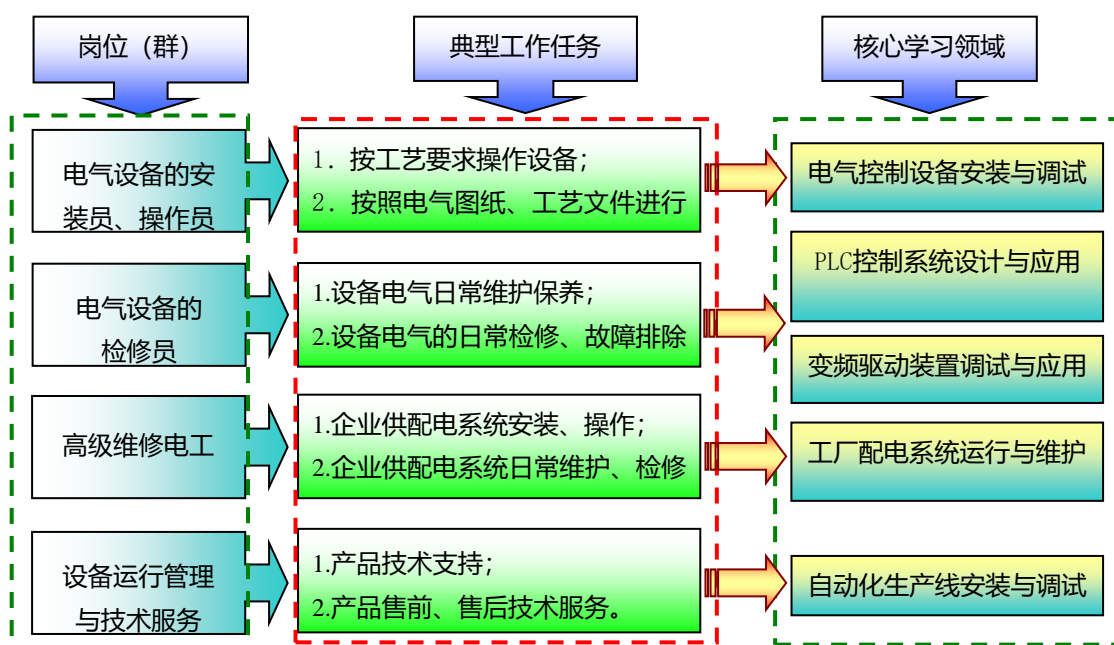 岗位（群）
典型工作任务
核心学习领域
电气设备的安
装员、操作员
1．按工艺要求操作设备；
2．按照电气图纸、工艺文件进行
电气控制设备安装与调试
电气设备的
检修员
1.设备电气日常维护保养；
2.设备电气的日常检修、故障排除
PLC控制系统设计与应用
变频驱动装置调试与应用
高级维修电工
1.企业供配电系统安装、操作；
2.企业供配电系统日常维护、检修
工厂配电系统运行与维护
设备运行管理
与技术服务
1.产品技术支持；
2.产品售前、售后技术服务。
自动化生产线安装与调试